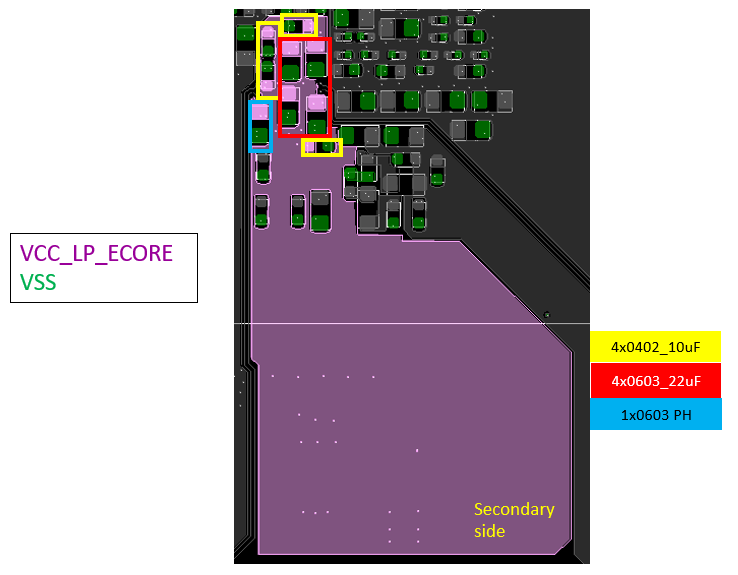 VCC_LP_ECORE
VSS
4x0402_10uF
4x0603_22uF
1x0603 PH
Secondary
side